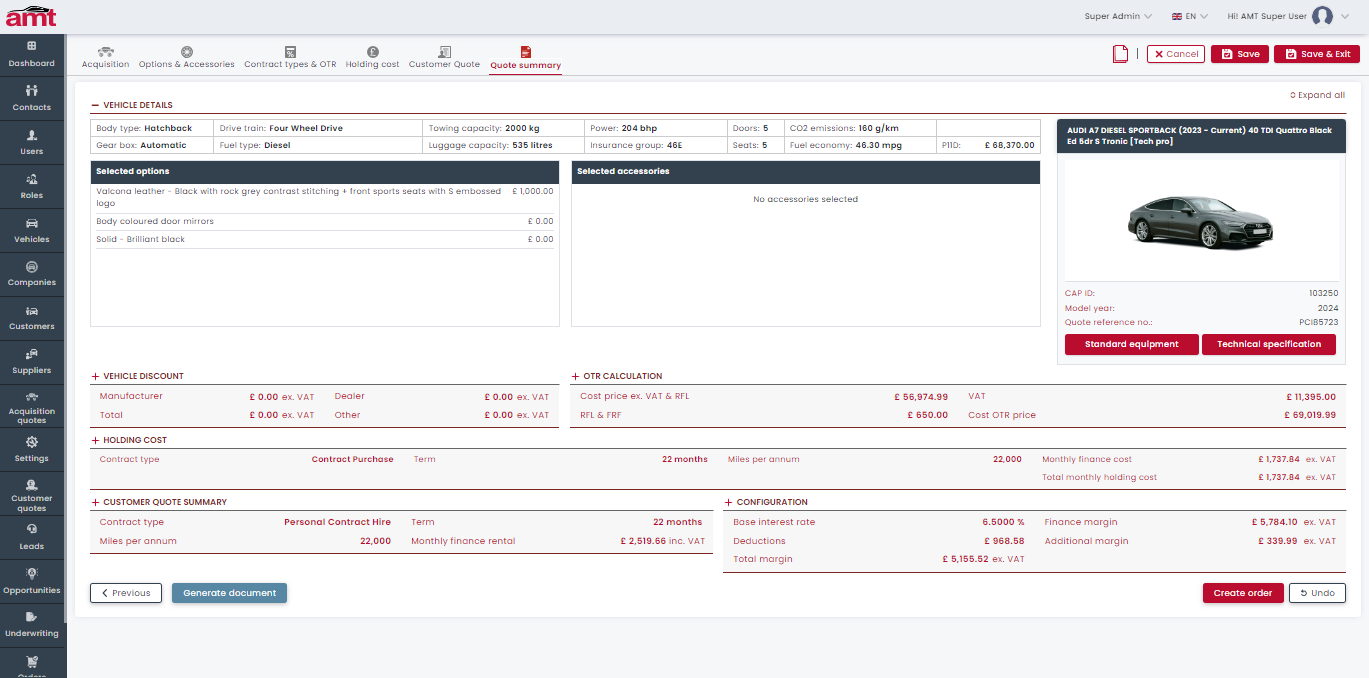 amt
Super Admin
EN
Hi! AMT Super User
Dashboard
Contacts
Users
Roles
Vehicles
Companies
Customers
Suppliers
Acquisition
quotes
Settings
Customer
quotes
Leads
Opportunities
Underwriting
Orders
Acquisition
Options & Accessories
Contract types & OTR
Holding cost
Customer Quote
Quote summary
Cancel
Save
Save & Exit
Expand all
VEHICLE DETAILS
Body type: Hatchback
Drive train: Four Wheel Drive
Towing capacity: 2000 kg
Power: 204 bhp
Doors: 5
CO2 emissions: 160 g/km
Gear box: Automatic
Fuel type: Diesel
Luggage capacity: 535 litres
Insurance group: 46E
Seats: 5
Fuel economy: 46.30 mpg
P11D: £ 68,370.00
Selected options
Valcona leather - Black with rock grey contrast stitching + front sports seats with S embossed £ 1,000.00
logo
Body coloured door mirrors £ 0.00
Solid - Brilliant black £ 0.00
Selected accessories
No accessories selected
AUDI A7 DIESEL SPORTBACK (2023 - Current) 40 TDI Quattro Black
Ed 5dr S Tronic [Tech pro]
CAP ID: 103250
Model year: 2024
Quote reference no.: PCI85723
Standard equipment
Technical specification
VEHICLE DISCOUNT
Manufacturer £ 0.00 ex. VAT Dealer £ 0.00 ex. VAT
Total £ 0.00 ex. VAT Other £ 0.00 ex. VAT
OTR CALCULATION
Cost price ex. VAT & RFL £ 56,974.99 VAT £ 11,395.00
RFL & FRF £ 650.00 Cost OTR price £ 69,019.99
HOLDING COST
Contract type Contract Purchase Term 22 months Miles per annum 22,000 Monthly finance cost £ 1,737.84 ex. VAT
Total monthly holding cost £ 1,737.84 ex. VAT
CUSTOMER QUOTE SUMMARY
Contract type Personal Contract Hire Term 22 months
Miles per annum 22,000 Monthly finance rental £ 2,519.66 inc. VAT
CONFIGURATION
Base interest rate 6.5000 % Finance margin £ 5,784.10 ex. VAT
Deductions £ 968.58 Additional margin £ 339.99 ex. VAT
Total margin £ 5,155.52 ex. VAT
Previous
Generate document
Create order
Undo